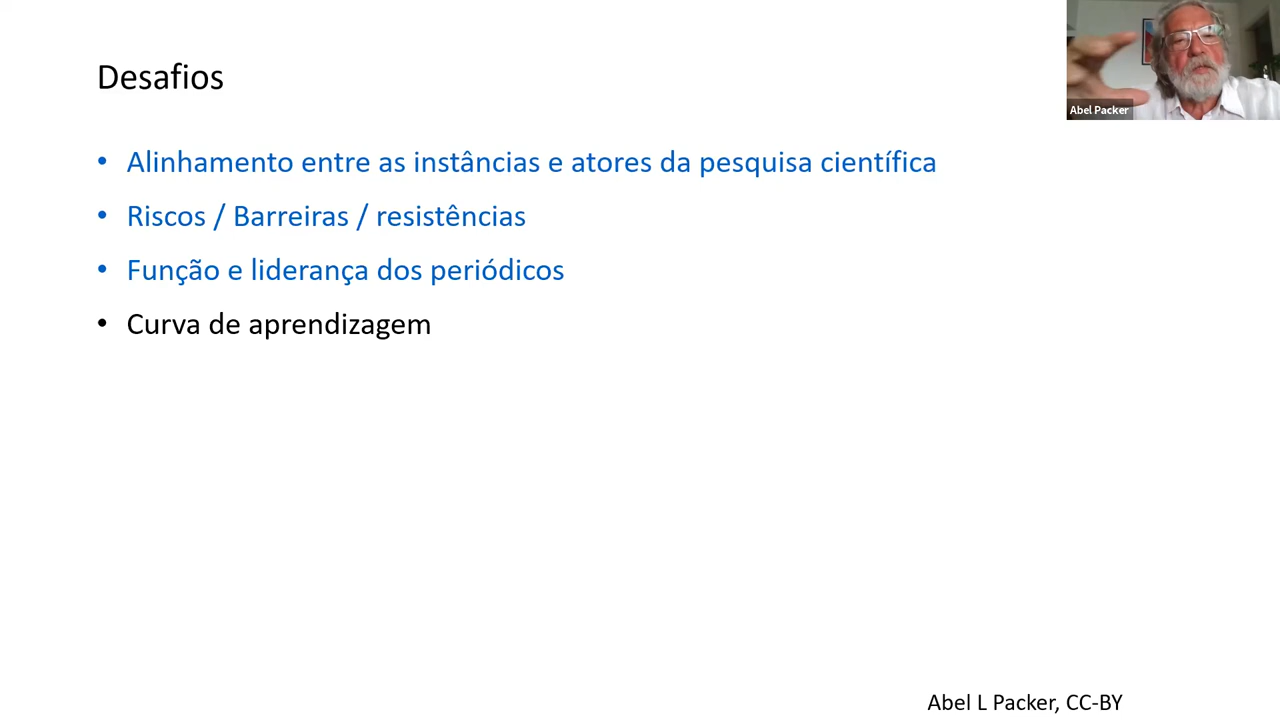 Desafios
Abel Packer
• Alinhamento entre as instâncias e atores da pesquisa científica
• Riscos / Barreiras / resistências
• Função e liderança dos periódicos
• Curva de aprendizagem
Abel L Packer, CC-BY